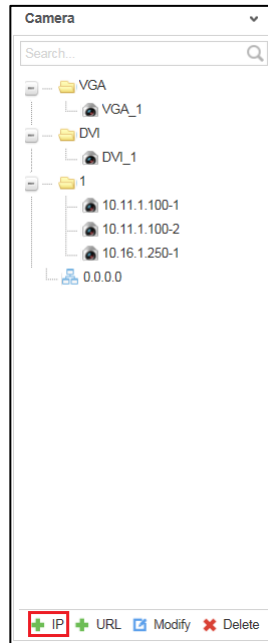 Camera
Search...
VGA
VGA_1
DVI
DVI_1
1
10.11.1.100-1
10.11.1.100-2
10.16.1.250-1
0.0.0.0
IP URL Modify Delete